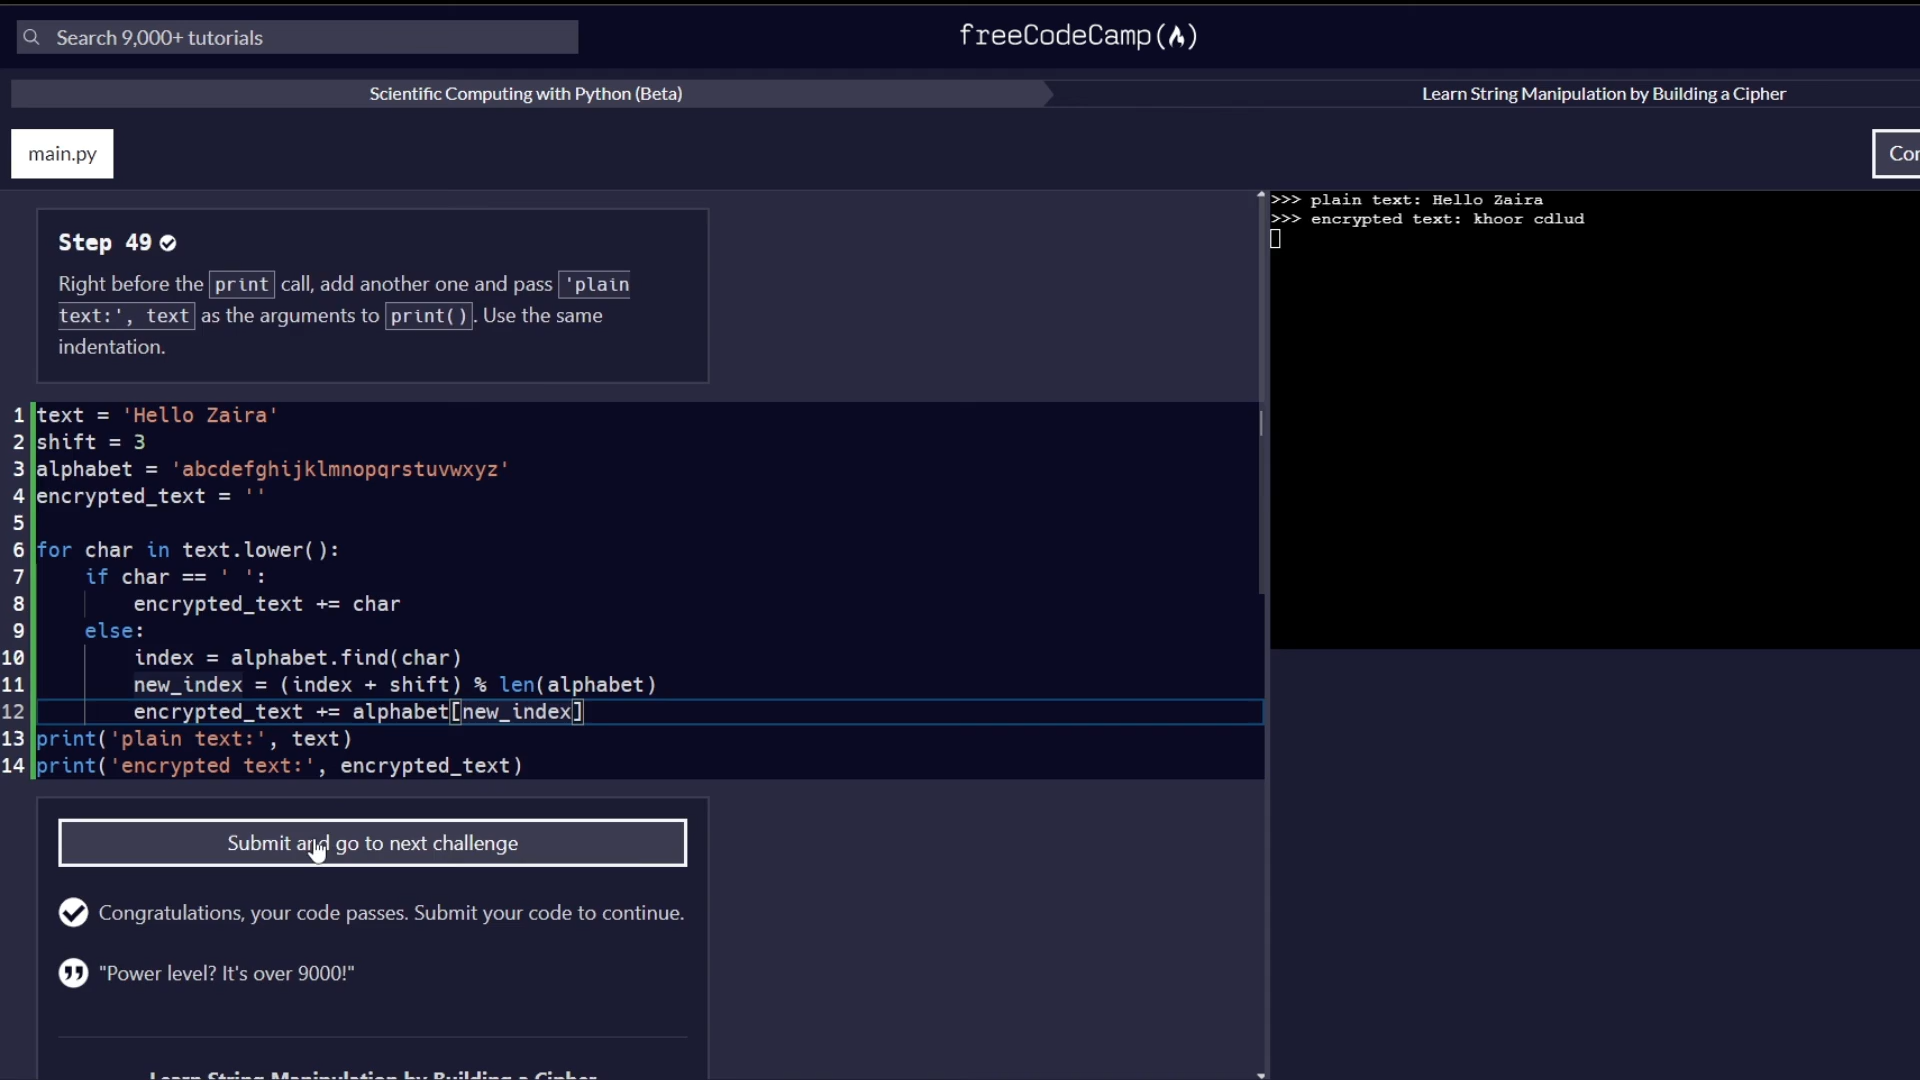 Search 9,000+ tutorials
freeCodeCamp(🔥)
Scientific Computing with Python (Beta)
Learn String Manipulation by Building a Cipher
main.py
Step 49
Right before the print call, add another one and pass 'plain
text:', text as the arguments to print(). Use the same
indentation.
1 text = 'Hello Zaira'
2 shift = 3
3 alphabet = 'abcdefghijklmnopqrstuvwxyz'
4 encrypted_text = ''
5
6 for char in text.lower():
7     if char == ' ':
8         encrypted_text += char
9     else:
10         index = alphabet.find(char)
11         new_index = (index + shift) % len(alphabet)
12         encrypted_text += alphabet[new_index]
13 print('plain text:', text)
14 print('encrypted text:', encrypted_text)
Submit and go to next challenge
Congratulations, your code passes. Submit your code to continue.
"Power level? It's over 9000!"
Learn String Manipulation by Building a Cipher
>>> plain text: Hello Zaira
>>> encrypted text: khoor cdlud